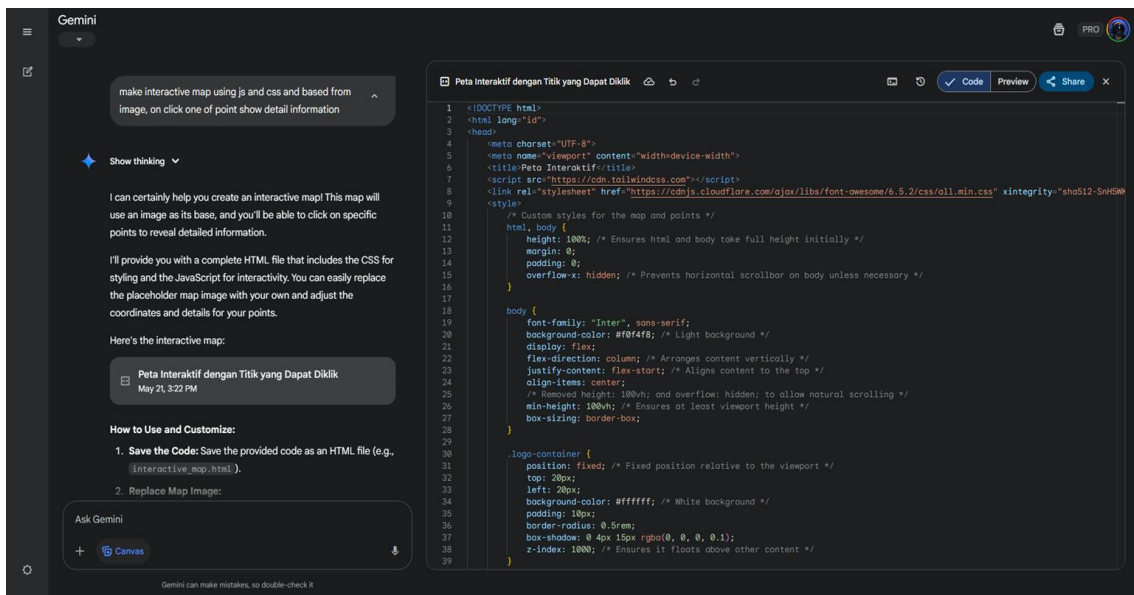 Gemini
PRO
make interactive map using js and css and based from
image, on click one of point show detail information
Show thinking
I can certainly help you create an interactive map! This map will
use an image as its base, and you'll be able to click on specific
points to reveal detailed information.
I'll provide you with a complete HTML file that includes the CSS for
styling and the JavaScript for interactivity. You can easily replace
the placeholder map image with your own and adjust the
coordinates and details for your points.
Here's the interactive map:
Peta Interaktif dengan Titik yang Dapat Diklik
May 21, 3:22 PM
How to Use and Customize:
1. Save the Code: Save the provided code as an HTML file (e.g.,
interactive_map.html ).
2. Replace Map Image:
Ask Gemini
Canvas
Gemini can make mistakes, so double-check it
Peta Interaktif dengan Titik yang Dapat Diklik
Code Preview Share
1 <!DOCTYPE html>
2 <html lang="id">
3 <head>
4 <meta charset="UTF-8">
5 <meta name="viewport" content="width=device-width">
6 <title>Peta Interaktif</title>
7 <script src="https://cdn.tailwindcss.com"></script>
8 <link rel="stylesheet" href="https://cdnjs.cloudflare.com/ajax/libs/font-awesome/6.5.2/css/all.min.css" xintegrity="sha512-SnH5WK
9 <style>
10 /* Custom styles for the map and points */
11 html, body {
12 height: 100%; /* Ensures html and body take full height initially */
13 margin: 0;
14 padding: 0;
15 overflow-x: hidden; /* Prevents horizontal scrollbar on body unless necessary */
16 }
17
18 body {
19 font-family: "Inter", sans-serif;
20 background-color: #f0f4f8; /* Light background */
21 display: flex;
22 flex-direction: column; /* Arranges content vertically */
23 justify-content: flex-start; /* Aligns content to the top */
24 align-items: center;
25 /* Removed height: 100vh; and overflow: hidden; to allow natural scrolling */
26 min-height: 100vh; /* Ensures at least viewport height */
27 box-sizing: border-box;
28 }
29
30 .logo-container {
31 position: fixed; /* Fixed position relative to the viewport */
32 top: 20px;
33 left: 20px;
34 background-color: #ffffff; /* White background */
35 padding: 10px;
36 border-radius: 0.5rem;
37 box-shadow: 0 4px 15px rgba(0, 0, 0, 0.1);
38 z-index: 1000; /* Ensures it floats above other content */
39 }